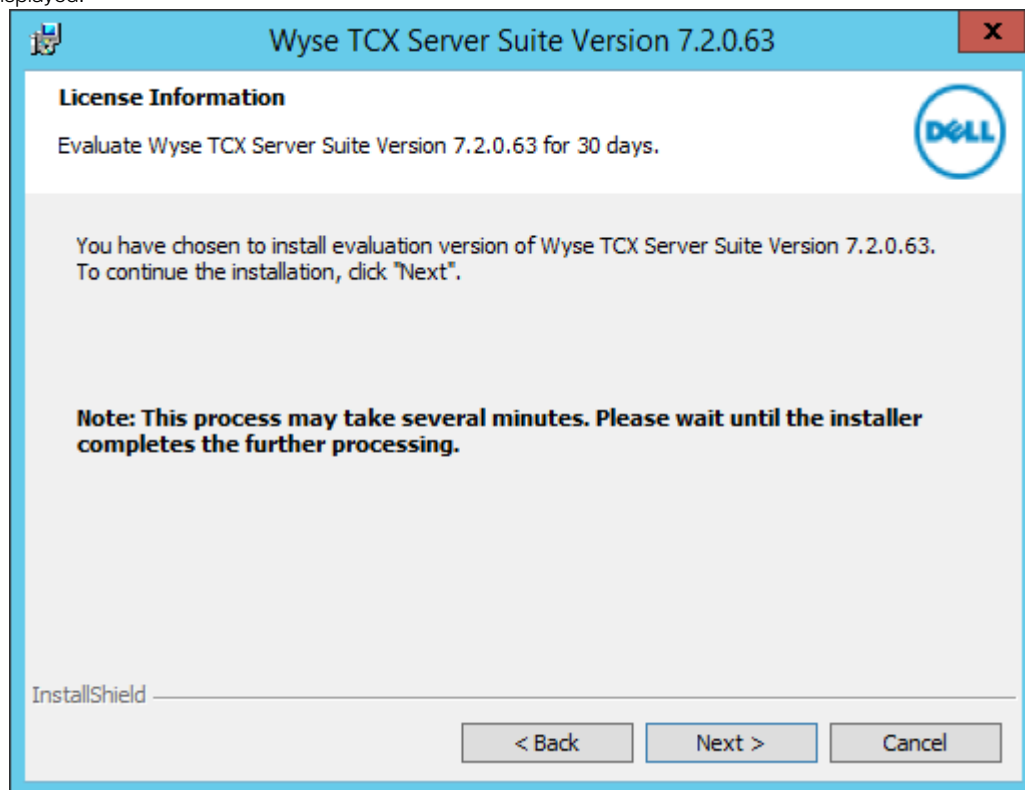 splayed.
Wyse TCX Server Suite Version 7.2.0.63
x
License Information
Evaluate Wyse TCX Server Suite Version 7.2.0.63 for 30 days.
DELL
You have chosen to install evaluation version of Wyse TCX Server Suite Version 7.2.0.63.
To continue the installation, click "Next".
Note: This process may take several minutes. Please wait until the installer
completes the further processing.
InstallShield
< Back
Next >
Cancel